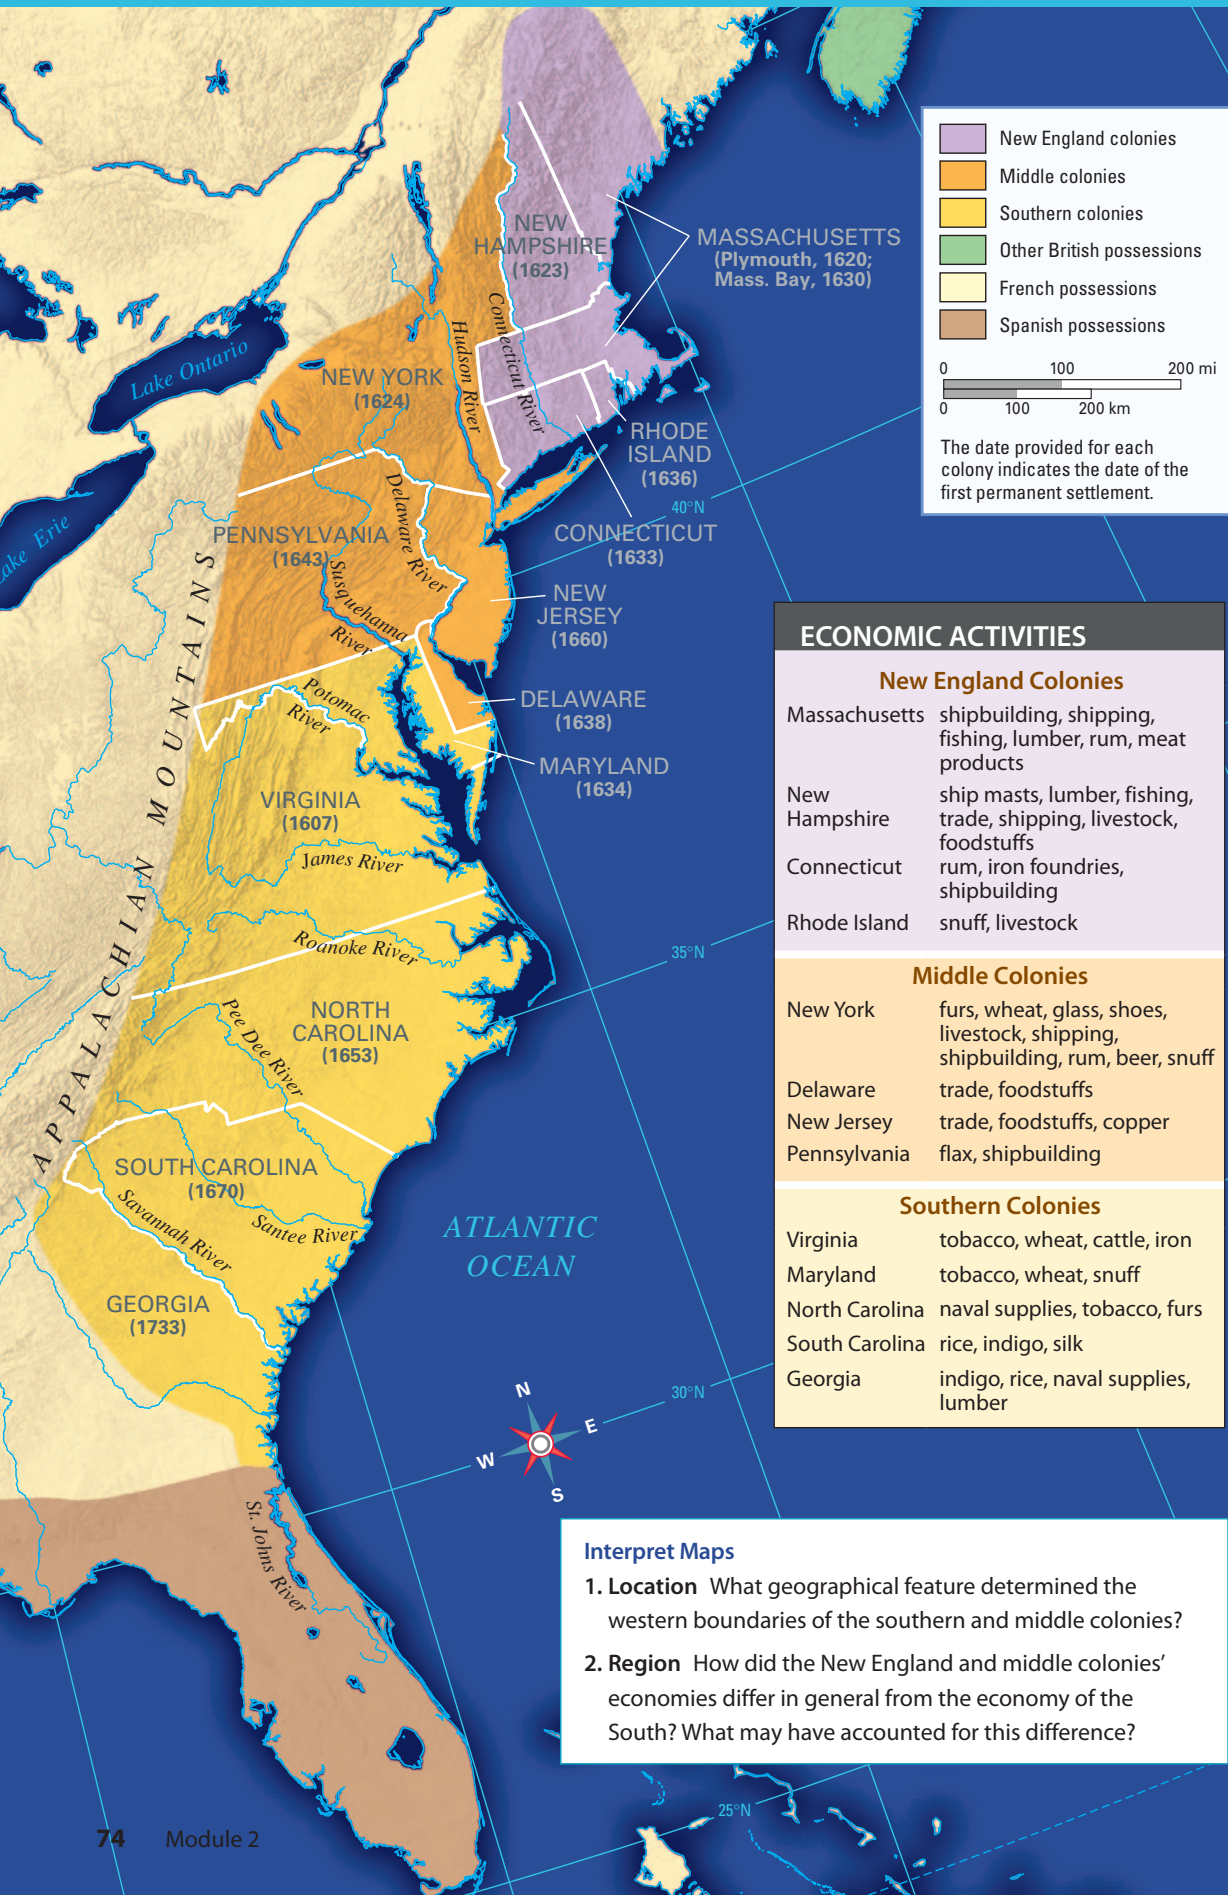 New England colonies
Middle colonies
Southern colonies
Other British possessions
French possessions
Spanish possessions
0 100 200 mi
0 100 200 km
The date provided for each
colony indicates the date of the
first permanent settlement.
NEW
HAMPSHIRE
(1623)
MASSACHUSETTS
(Plymouth, 1620;
Mass. Bay, 1630)
Connecticut River
Hudson River
Lake Ontario
NEW YORK
(1624)
RHODE
ISLAND
(1636)
40°N
CONNECTICUT
(1633)
Lake Erie
PENNSYLVANIA
(1643)
Delaware River
Susquehanna
River
NEW
JERSEY
(1660)
DELAWARE
(1638)
MARYLAND
(1634)
Potomac
River
VIRGINIA
(1607)
James River
APPALACHIAN MOUNTAINS
Roanoke River
35°N
NORTH
CAROLINA
(1653)
Pee Dee River
SOUTH CAROLINA
(1670)
Santee River
Savannah River
GEORGIA
(1733)
ATLANTIC
OCEAN
30°N
N
E
W
S
St. Johns River
25°N
ECONOMIC ACTIVITIES
New England Colonies
Massachusetts shipbuilding, shipping,
fishing, lumber, rum, meat
products
New ship masts, lumber, fishing,
Hampshire trade, shipping, livestock,
foodstuffs
Connecticut rum, iron foundries,
shipbuilding
Rhode Island snuff, livestock
Middle Colonies
New York furs, wheat, glass, shoes,
livestock, shipping,
shipbuilding, rum, beer, snuff
Delaware trade, foodstuffs
New Jersey trade, foodstuffs, copper
Pennsylvania flax, shipbuilding
Southern Colonies
Virginia tobacco, wheat, cattle, iron
Maryland tobacco, wheat, snuff
North Carolina naval supplies, tobacco, furs
South Carolina rice, indigo, silk
Georgia indigo, rice, naval supplies,
lumber
Interpret Maps
1. Location What geographical feature determined the
western boundaries of the southern and middle colonies?
2. Region How did the New England and middle colonies'
economies differ in general from the economy of the
South? What may have accounted for this difference?
74 Module 2